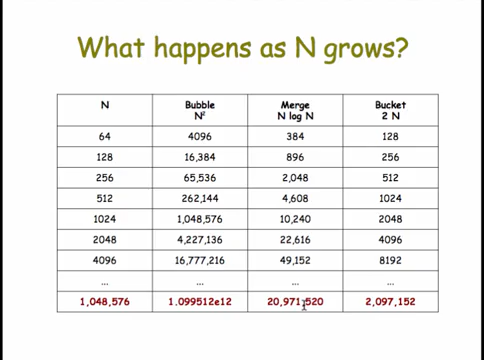 What happens as N grows?
N Bubble N² Merge N log N Bucket 2 N
64 4096 384 128
128 16,384 896 256
256 65,536 2,048 512
512 262,144 4,608 1024
1024 1,048,576 10,240 2048
2048 4,227,136 22,616 4096
4096 16,777,216 49,152 8192
... ... ... ...
1,048,576 1.099512e12 20,971,520 2,097,152